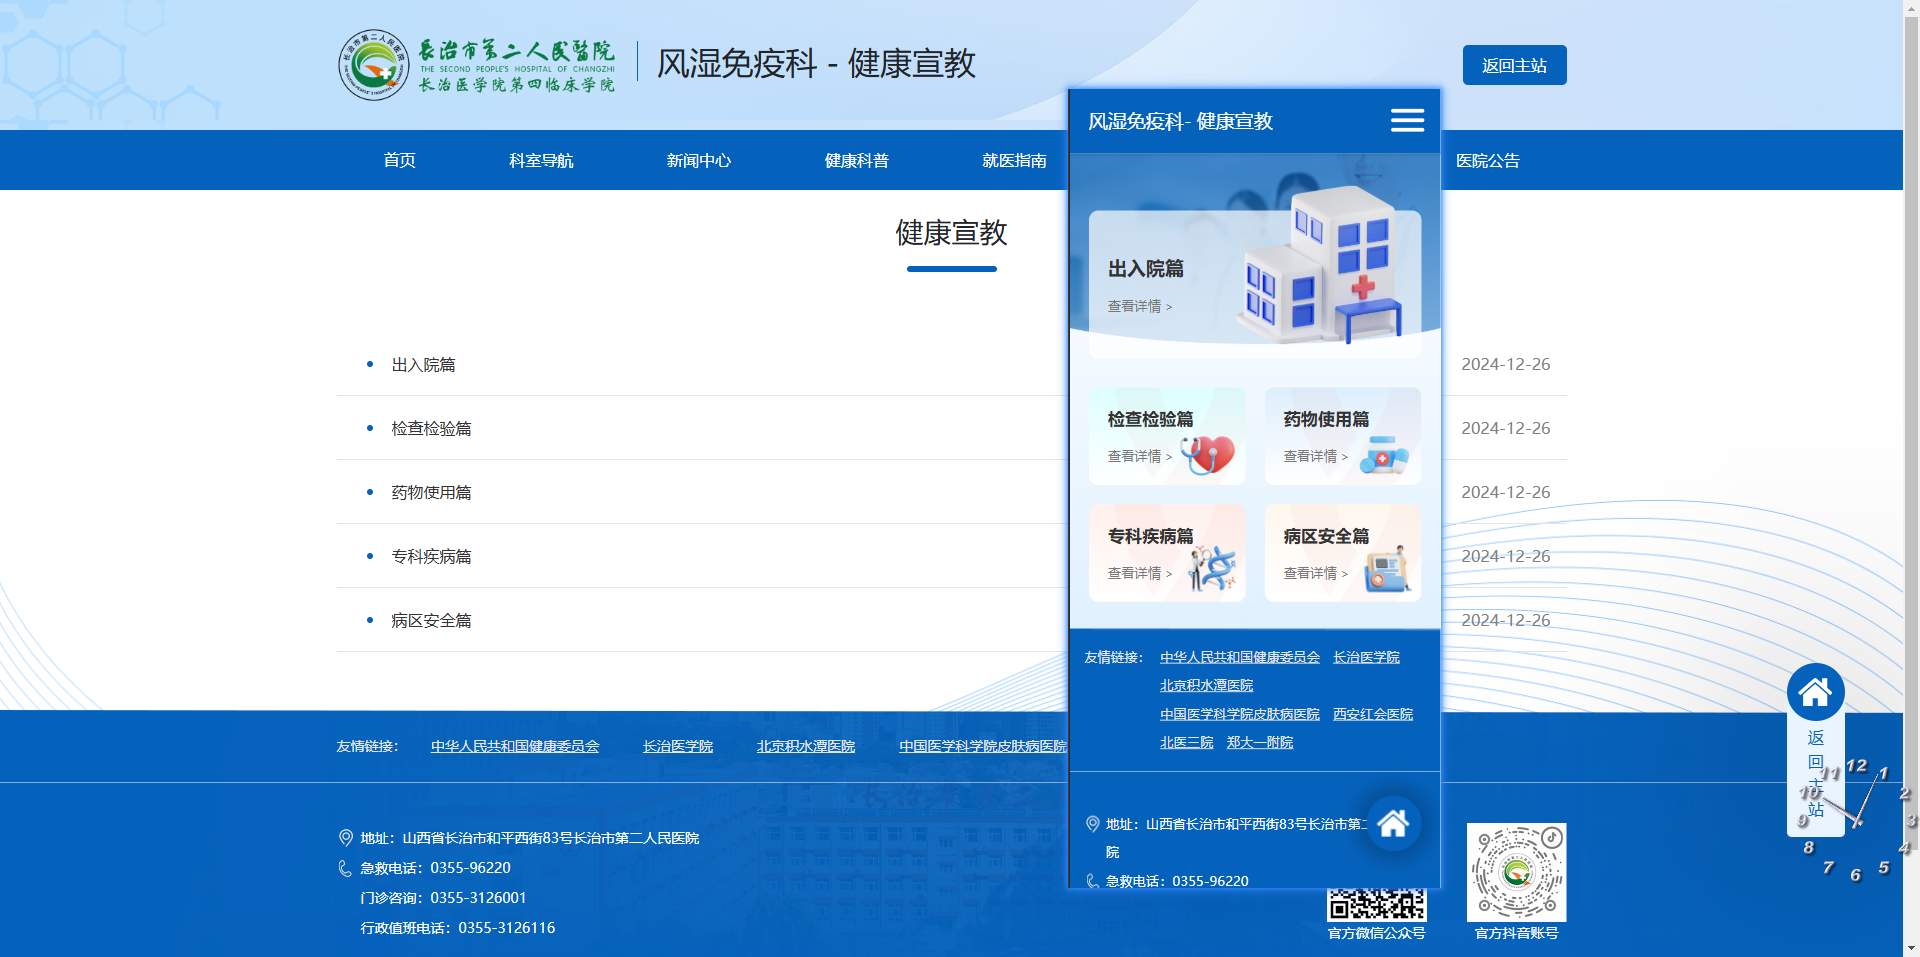 长治市第二人民医院
THE SECOND PEOPLE'S HOSPITAL OF CHANGZHI
长治医学院第四临床学院
风湿免疫科 - 健康宣教
返回主站
首页
科室导航
新闻中心
健康科普
就医指南
医院公告
健康宣教
出入院篇
2024-12-26
检查检验篇
2024-12-26
药物使用篇
2024-12-26
专科疾病篇
2024-12-26
病区安全篇
2024-12-26
风湿免疫科- 健康宣教
出入院篇
查看详情 >
检查检验篇
查看详情 >
药物使用篇
查看详情 >
专科疾病篇
查看详情 >
病区安全篇
查看详情 >
友情链接：
中华人民共和国健康委员会 长治医学院
北京积水潭医院
中国医学科学院皮肤病医院 西安红会医院
北医三院 郑大一附院
地址：山西省长治市和平西街83号长治市第二
院
急救电话：0355-96220
友情链接：
中华人民共和国健康委员会
长治医学院
北京积水潭医院
中国医学科学院皮肤病医院
地址：山西省长治市和平西街83号长治市第二人民医院
急救电话：0355-96220
门诊咨询：0355-3126001
行政值班电话：0355-3126116
官方微信公众号
官方抖音账号
返
回
主
站
12
1
2
3
4
5
6
7
8
9
10
11